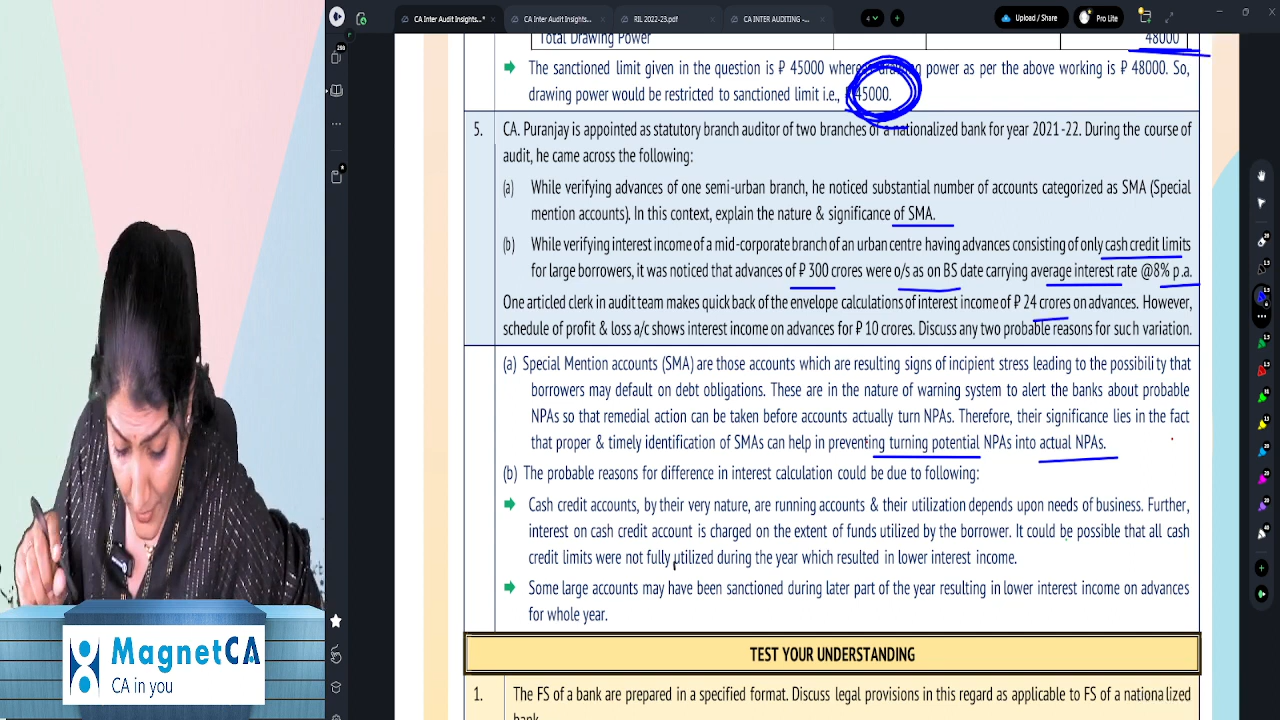 CA Inter Audit Insights...*
CA Inter Audit Insights...
RIL 2022-23.pdf
CA INTER AUDITING -...
4
Upload / Share
Pro Lite
Total Drawing Power 48000
The sanctioned limit given in the question is ₽ 45000 whereas drawing power as per the above working is ₽ 48000. So,
drawing power would be restricted to sanctioned limit i.e., 45000.
5. CA. Puranjay is appointed as statutory branch auditor of two branches of a nationalized bank for year 2021-22. During the course of
audit, he came across the following:
(a) While verifying advances of one semi-urban branch, he noticed substantial number of accounts categorized as SMA (Special
mention accounts). In this context, explain the nature & significance of SMA.
(b) While verifying interest income of a mid-corporate branch of an urban centre having advances consisting of only cash credit limits
for large borrowers, it was noticed that advances of ₽ 300 crores were o/s as on BS date carrying average interest rate @8% p.a.
One articled clerk in audit team makes quick back of the envelope calculations of interest income of ₽ 24 crores on advances. However,
schedule of profit & loss a/c shows interest income on advances for ₽ 10 crores. Discuss any two probable reasons for such variation.
(a) Special Mention accounts (SMA) are those accounts which are resulting signs of incipient stress leading to the possibility that
borrowers may default on debt obligations. These are in the nature of warning system to alert the banks about probable
NPAs so that remedial action can be taken before accounts actually turn NPAs. Therefore, their significance lies in the fact
that proper & timely identification of SMAs can help in preventing turning potential NPAs into actual NPAs.
(b) The probable reasons for difference in interest calculation could be due to following:
Cash credit accounts, by their very nature, are running accounts & their utilization depends upon needs of business. Further,
interest on cash credit account is charged on the extent of funds utilized by the borrower. It could be possible that all cash
credit limits were not fully utilized during the year which resulted in lower interest income.
Some large accounts may have been sanctioned during later part of the year resulting in lower interest income on advances
for whole year.
TEST YOUR UNDERSTANDING
1. The FS of a bank are prepared in a specified format. Discuss legal provisions in this regard as applicable to FS of a nationalized
bank.
MagnetCA
CA in you